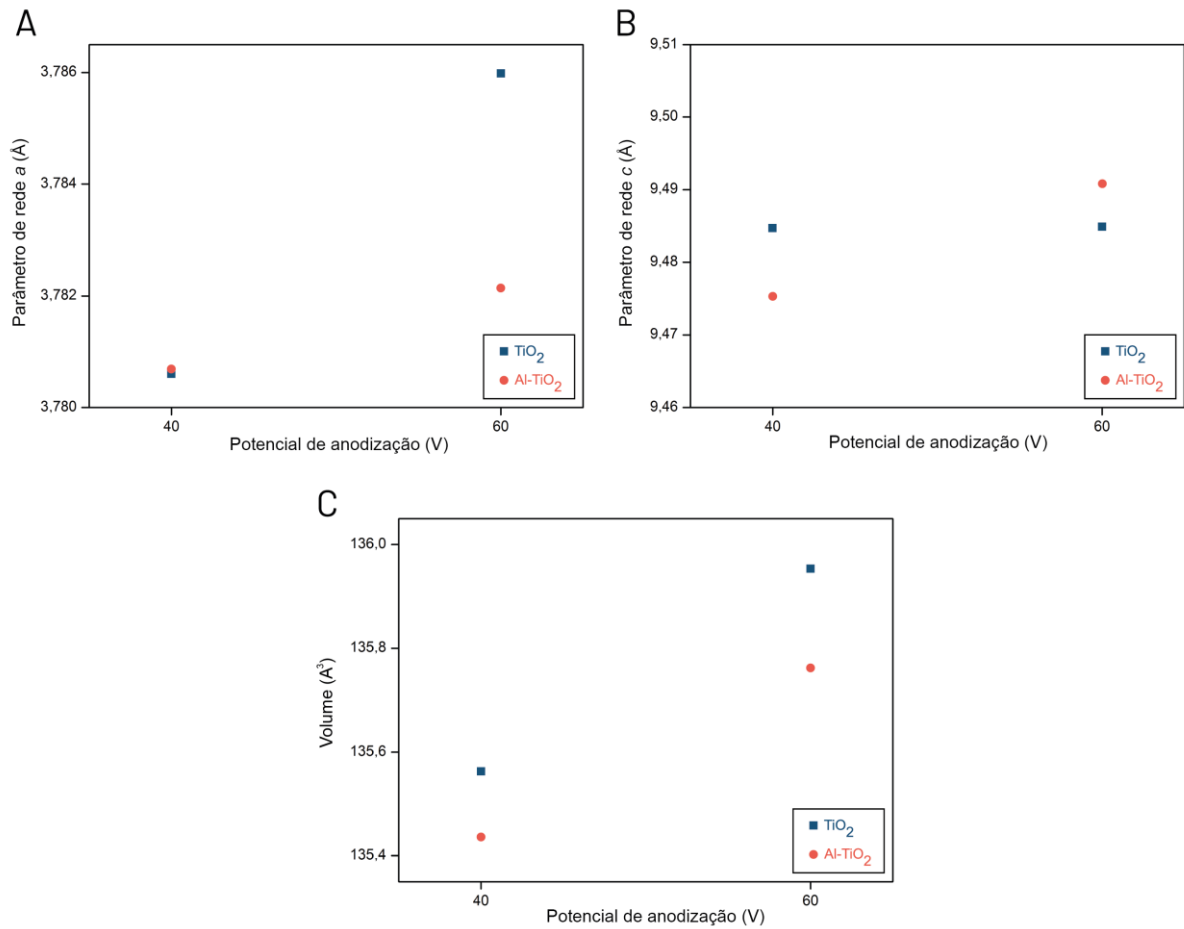 A
Parâmetro de rede a (Å)
3,786
3,784
3,782
3,780
40
60
Potencial de anodização (V)
TiO2
Al-TiO2
B
Parâmetro de rede c (Å)
9,51
9,50
9,49
9,48
9,47
9,46
40
60
Potencial de anodização (V)
TiO2
Al-TiO2
C
Volume (A³)
136,0
135,8
135,6
135,4
40
60
Potencial de anodização (V)
TiO2
Al-TiO2